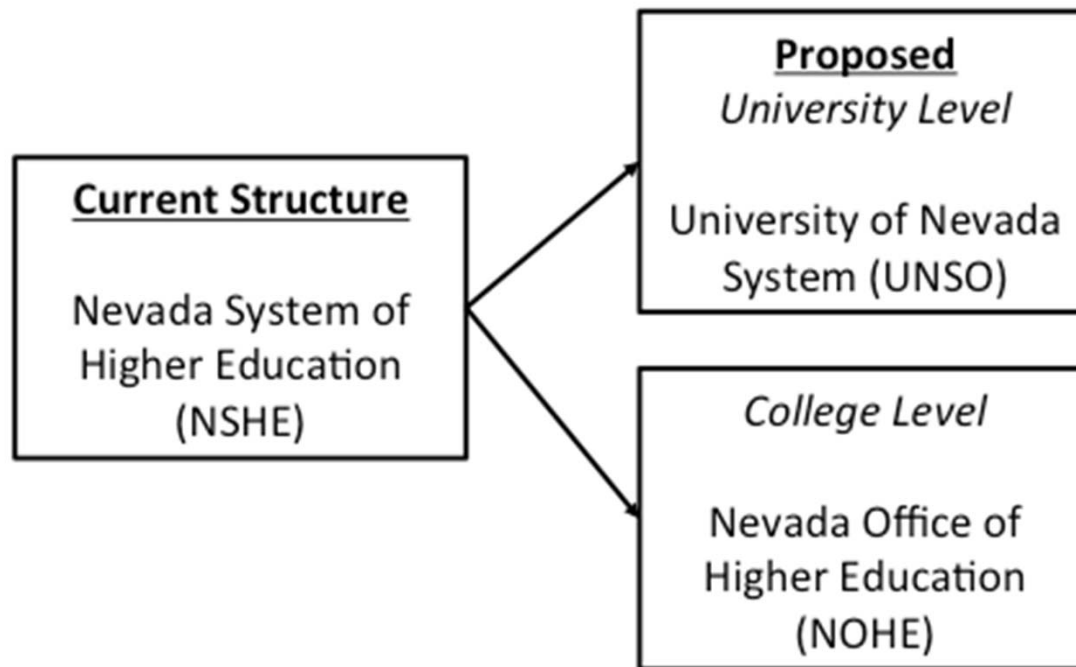 Current Structure
Nevada System of
Higher Education
(NSHE)
Proposed
University Level
University of Nevada
System (UNSO)
College Level
Nevada Office of
Higher Education
(NOHE)